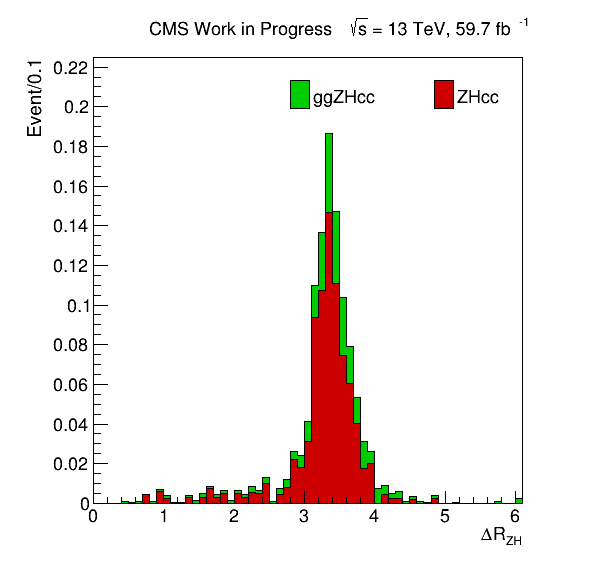 CMS Work in Progress √s = 13 TeV, 59.7 fb -1
Event/0.1
0.22
0.2
0.18
0.16
0.14
0.12
0.1
0.08
0.06
0.04
0.02
0
ggZHcc ZHcc
0 1 2 3 4 5 6
ΔR_ZH